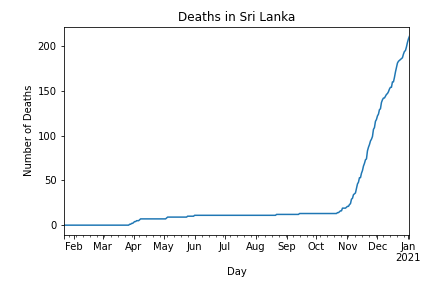 Deaths in Sri Lanka
Number of Deaths
200
150
100
50
0
Feb Mar Apr May Jun Jul Aug Sep Oct Nov Dec Jan
2021
Day